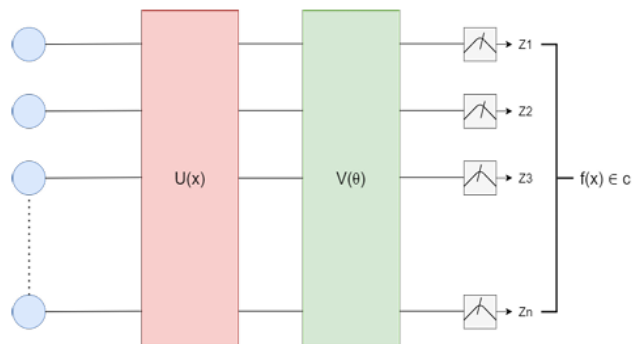 Z1
Z2
U(x)
V(θ)
Z3
f(x) ∈ c
Zn